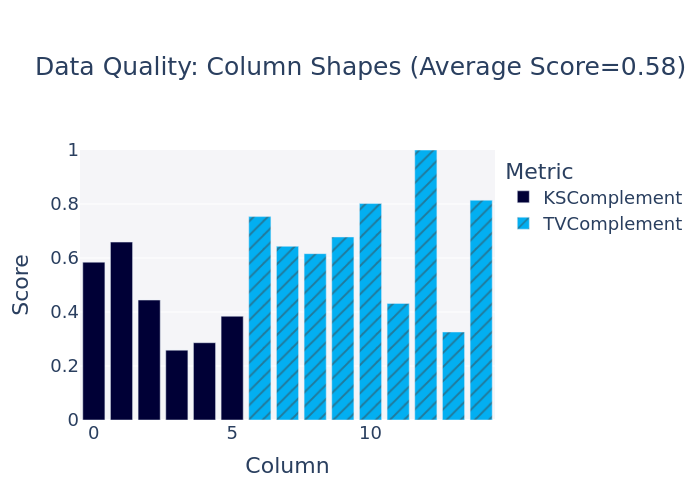 Data Quality: Column Shapes (Average Score=0.58)
Metric
KSComplement
TVComplement
Score
1
0.8
0.6
0.4
0.2
0
0 5 10
Column